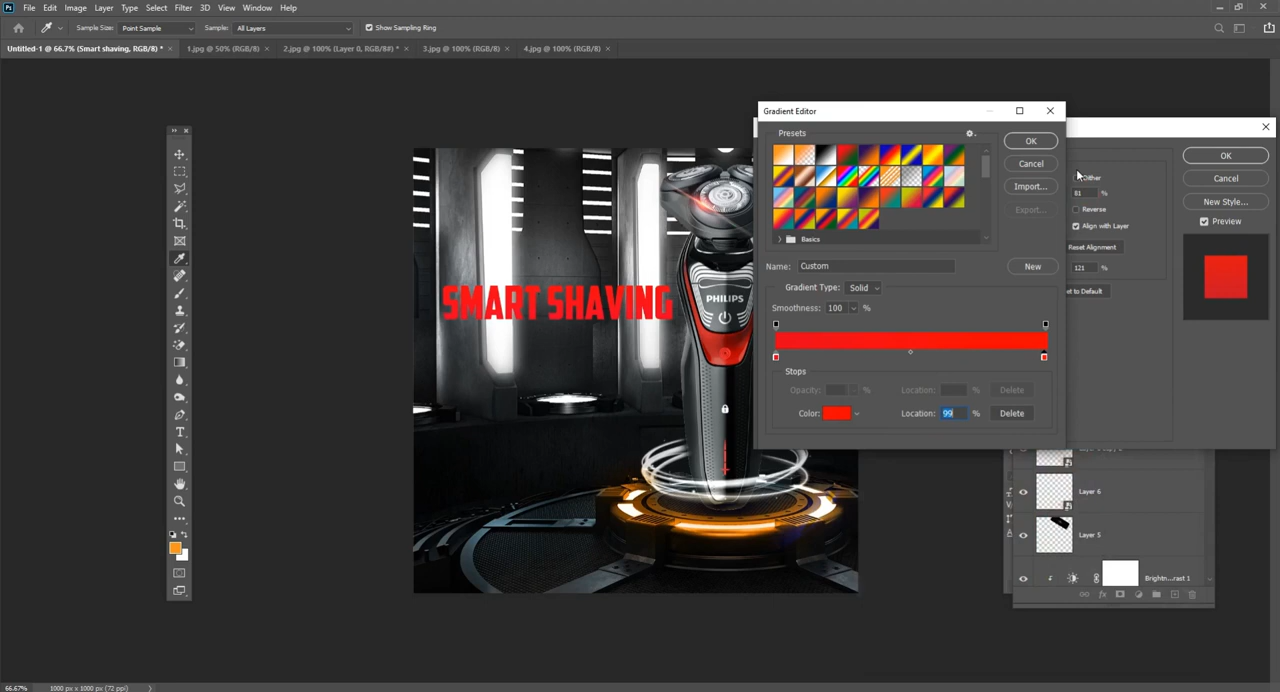 Ps File Edit Image Layer Type Select Filter 3D View Window Help
Sample Size: Point Sample Sample: All Layers Show Sampling Ring
Untitled-1 @ 66.7% (Smart shaving, RGB/8) * × 1.jpg @ 50% (RGB/8) × 2.jpg @ 100% (Layer 0, RGB/8#) * × 3.jpg @ 100% (RGB/8) × 4.jpg @ 100% (RGB/8) ×
Gradient Editor
Presets
OK
Cancel
Import...
Export...
Basics
Name: Custom
New
Gradient Type: Solid
Smoothness: 100 %
Stops
Opacity: % Location: % Delete
Color: Location: 99 % Delete
Dither
81 %
Reverse
Align with Layer
Reset Alignment
121 %
et to Default
OK
Cancel
New Style...
Preview
SMART SHAVING
PHILIPS
Layer 6
Layer 5
Brightn...rast 1
fx
66.67% 1000 px x 1000 px (72 ppi)